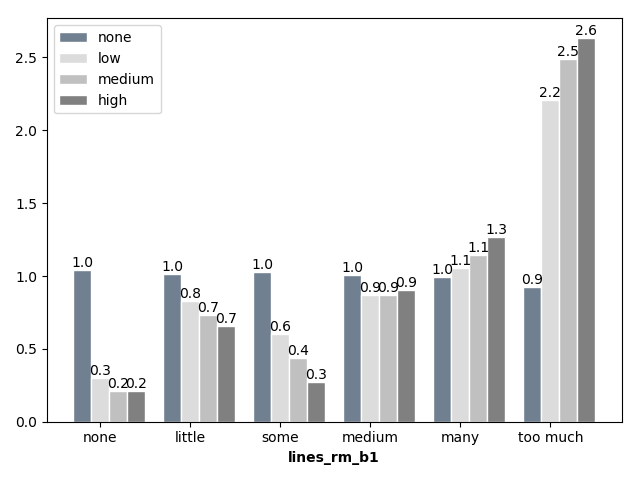 none
low
medium
high
2.5
2.0
1.5
1.0
0.5
0.0
1.0 0.3 0.2 0.2
1.0 0.8 0.7 0.7
1.0 0.6 0.4 0.3
1.0 0.9 0.9 0.9
1.0 1.1 1.1 1.3
0.9 2.2 2.5 2.6
none little some medium many too much
lines_rm_b1